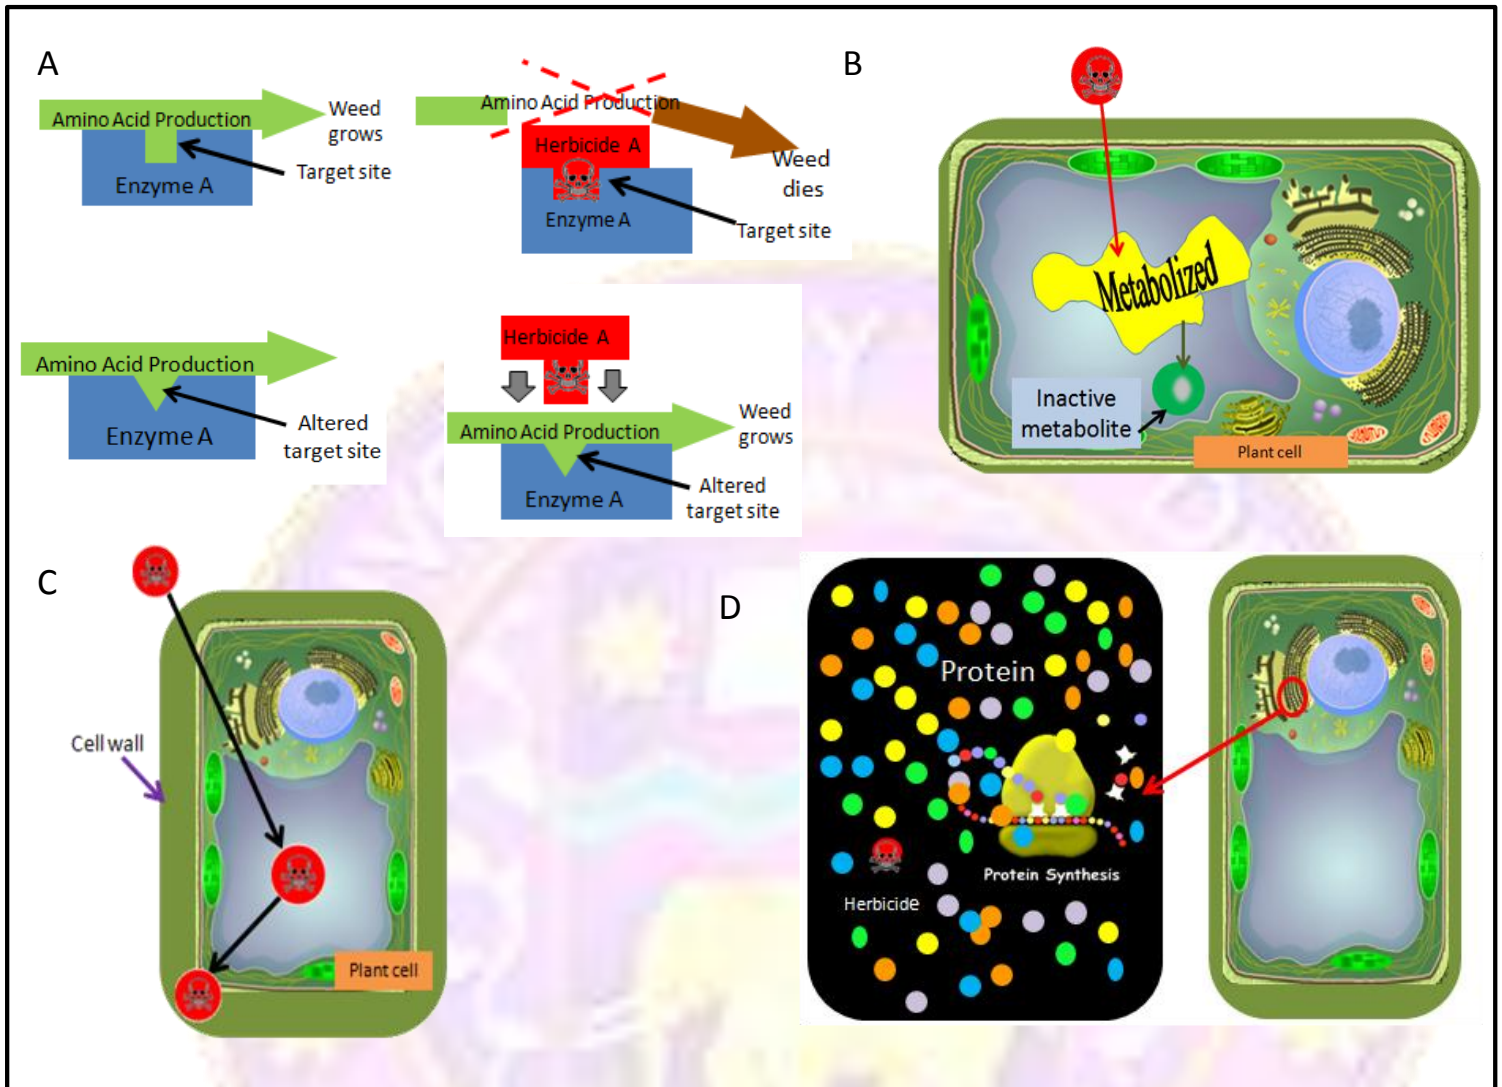 A
Amino Acid Production
Weed
grows
Target site
Enzyme A
Amino Acid Production
Herbicide A
Weed
dies
Enzyme A
Target site
Amino Acid Production
Enzyme A
Altered
target site
Herbicide A
Amino Acid Production
Weed
grows
Enzyme A
Altered
target site
B
Metabolized
Inactive
metabolite
Plant cell
C
Cell wall
Plant cell
D
Protein
Protein Synthesis
Herbicide